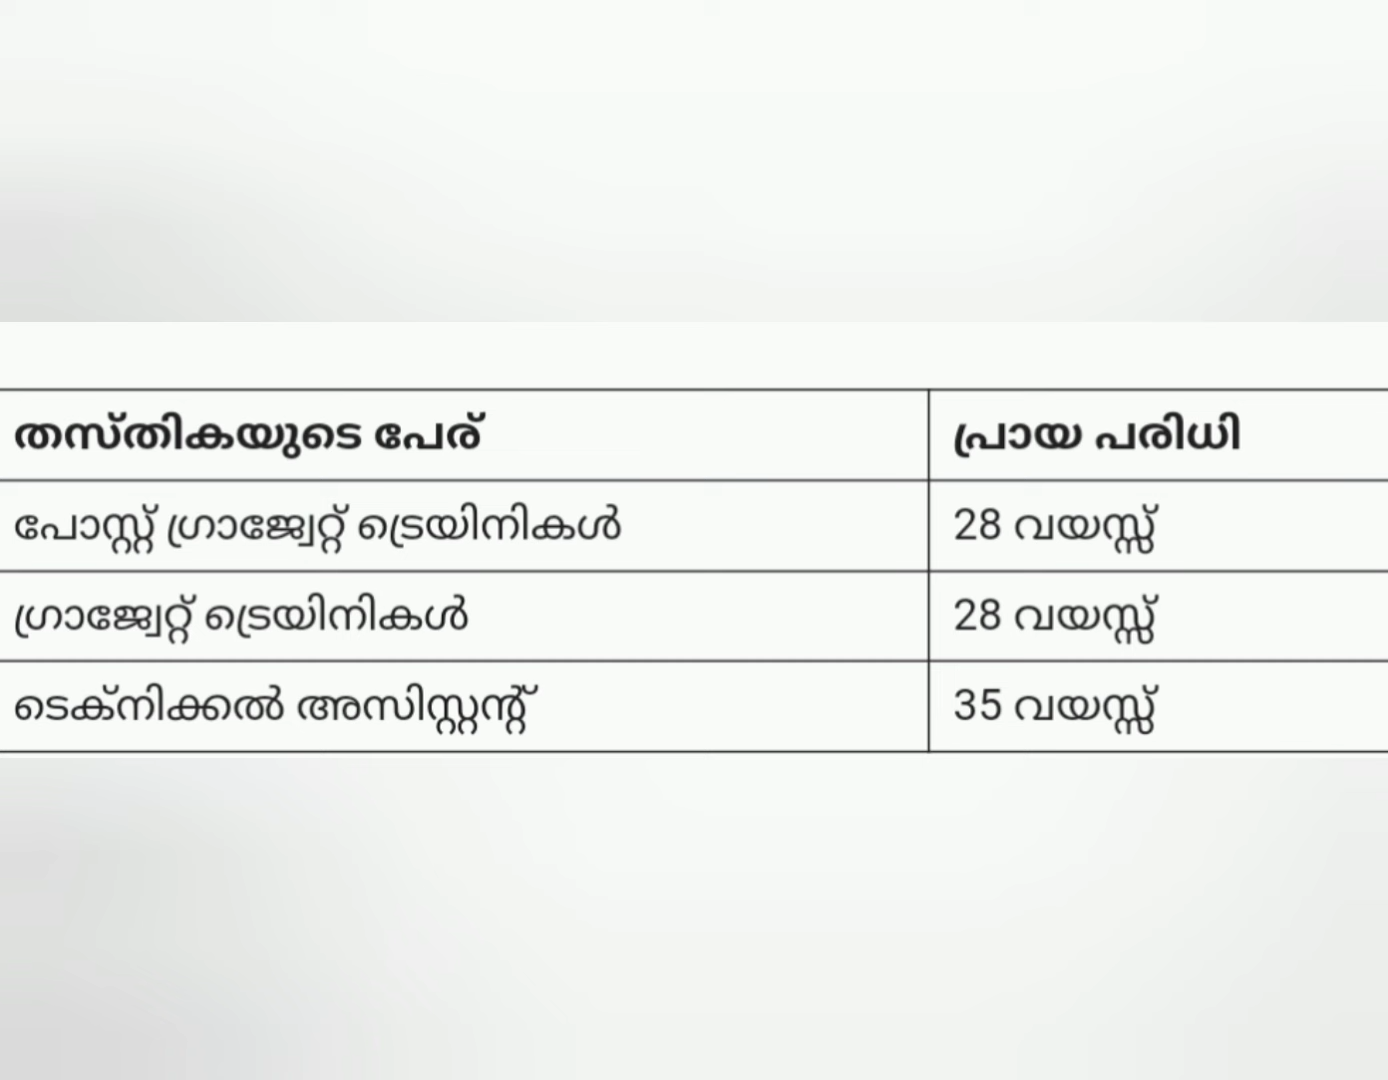 തസ്തികയുടെ പേര് പ്രായ പരിധി
പോസ്റ്റ് ഗ്രാജ്വേറ്റ് ട്രെയിനികൾ 28 വയസ്സ്
ഗ്രാജ്വേറ്റ് ട്രെയിനികൾ 28 വയസ്സ്
ടെക്നിക്കൽ അസിസ്റ്റന്റ് 35 വയസ്സ്